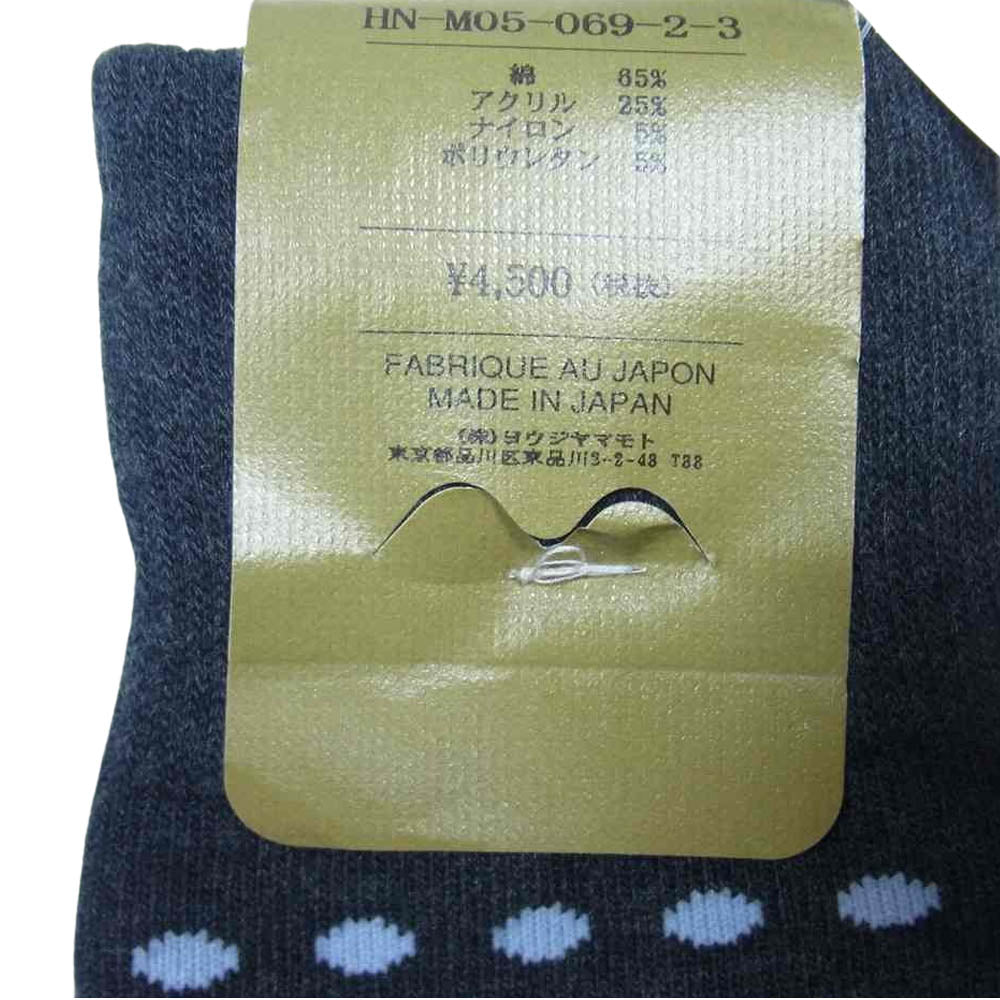 HN-M05-069-2-3
綿 65%
アクリル 25%
ナイロン 5%
ポリウレタン 5%
¥4,500 (税抜)
FABRIQUE AU JAPON
MADE IN JAPAN
(株)ヨウジヤマモト
東京都品川区東品川3-2-48 T88